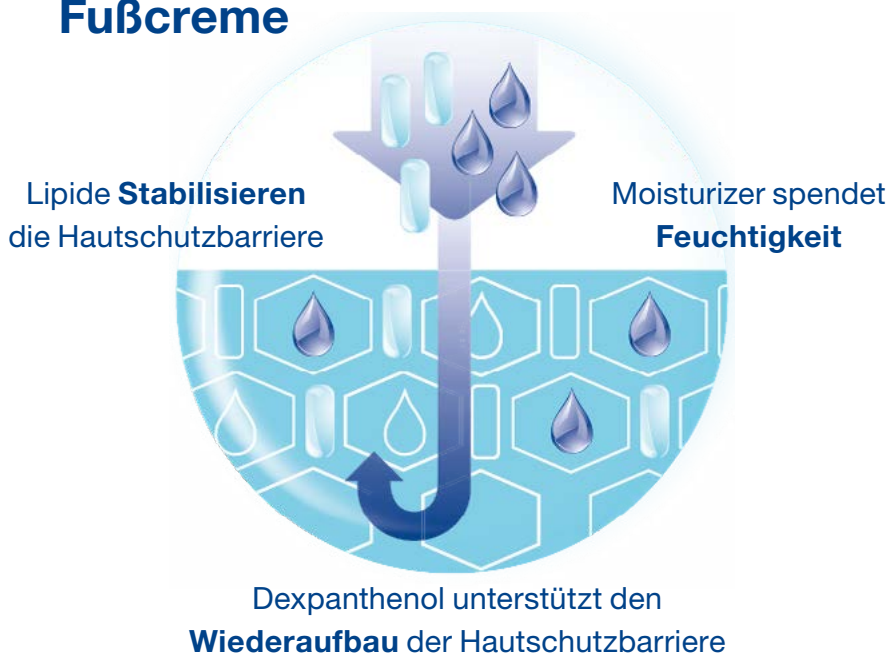 Fußcreme
Lipide Stabilisieren
die Hautschutzbarriere
Moisturizer spendet
Feuchtigkeit
Dexpanthenol unterstützt den
Wiederaufbau der Hautschutzbarriere